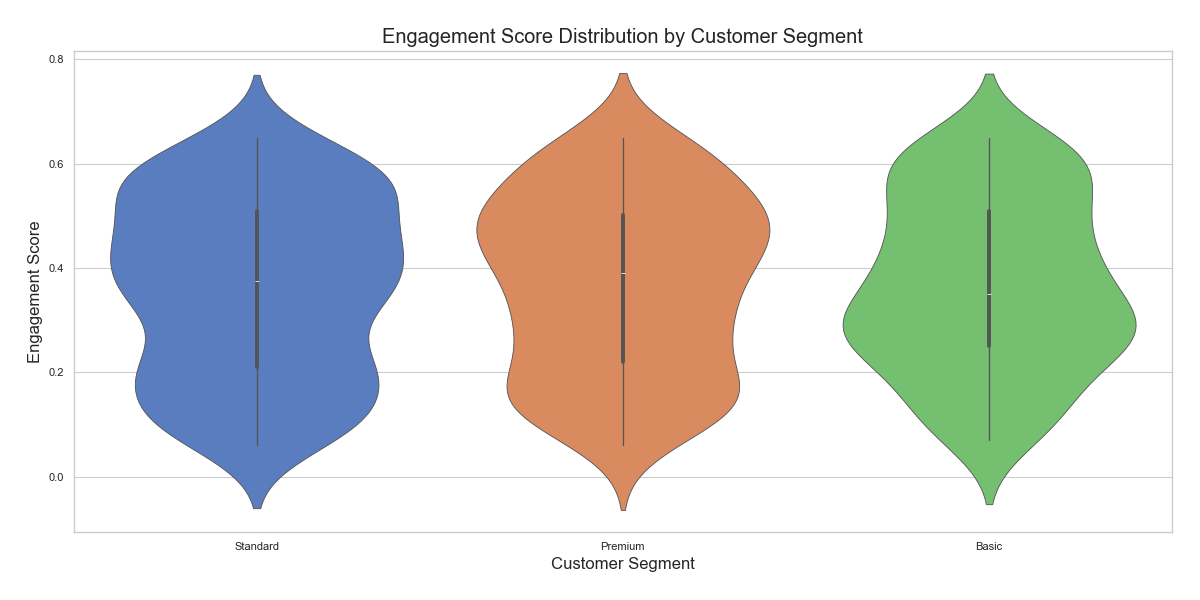 Engagement Score Distribution by Customer Segment
Engagement Score
0.8
0.6
0.4
0.2
0.0
Standard
Premium
Basic
Customer Segment